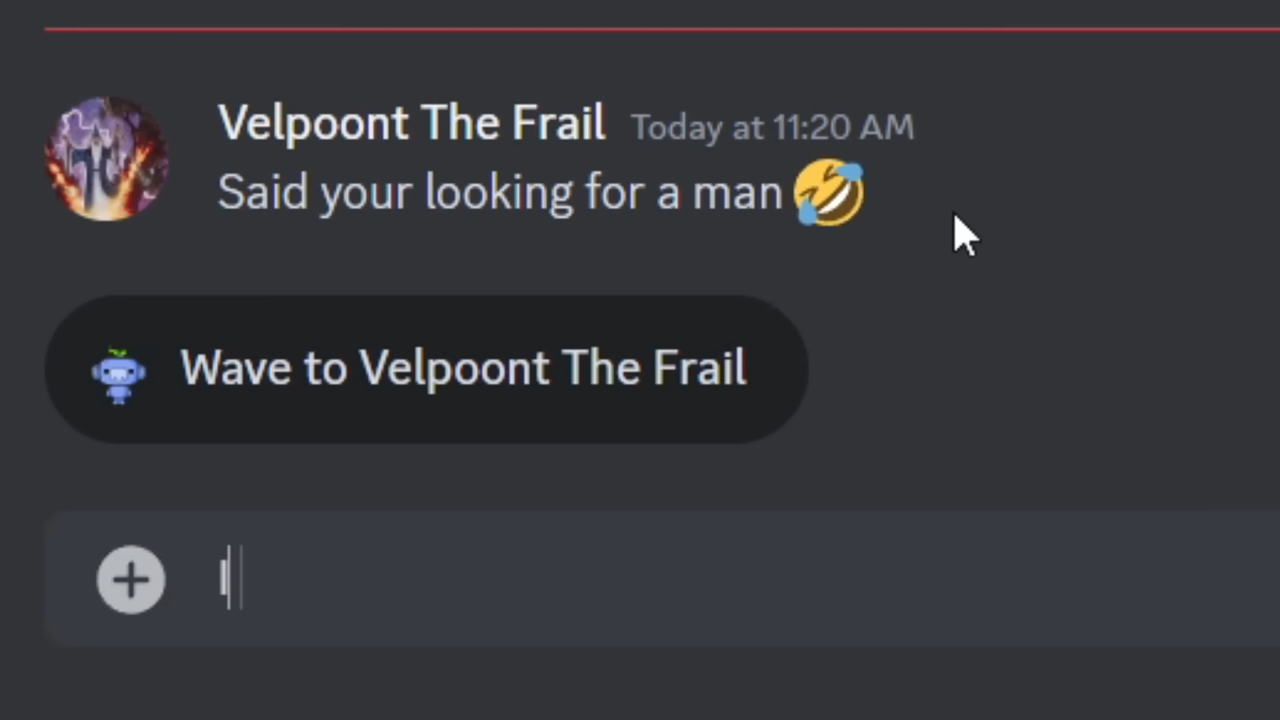 Velpoont The Frail Today at 11:20 AM
Said your looking for a man 🤣
Wave to Velpoont The Frail
I